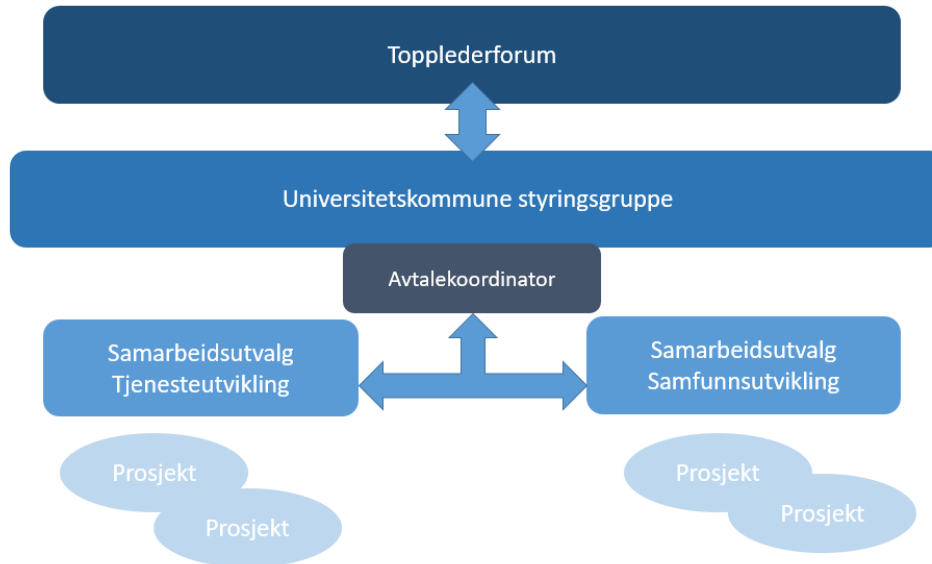 Topplederforum
Universitetskommune styringsgruppe
Avtalekoordinator
Samarbeidsutvalg
Tjenesteutvikling
Samarbeidsutvalg
Samfunnsutvikling
Prosjekt
Prosjekt
Prosjekt
Prosjekt